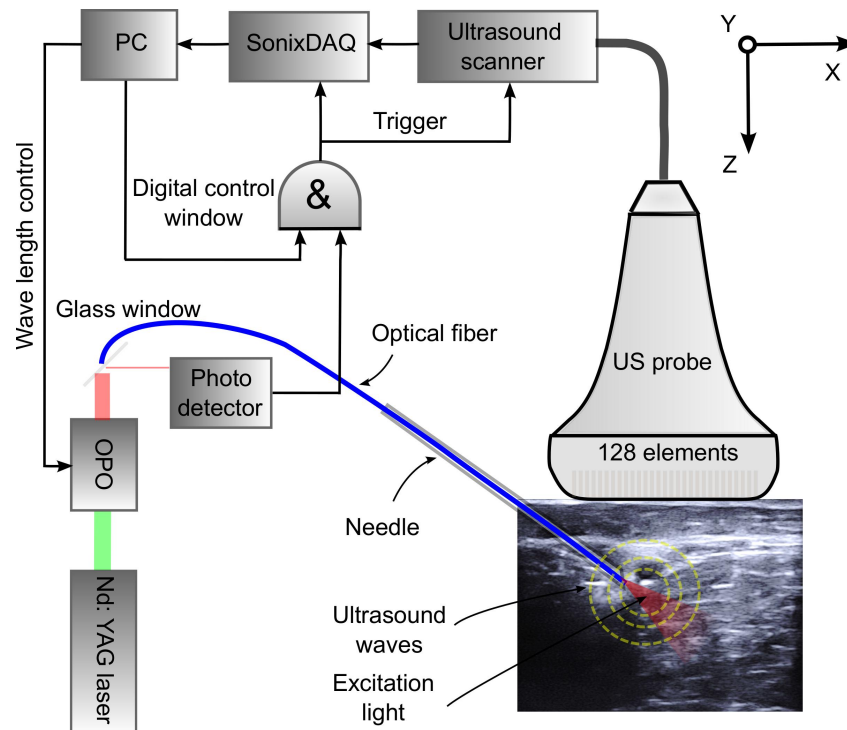 PC
SonixDAQ
Ultrasound
scanner
Y
X
Z
Trigger
Digital control
window
&
Wave length control
Glass window
Optical fiber
Photo
detector
US probe
OPO
128 elements
Needle
Nd: YAG laser
Ultrasound
waves
Excitation
light